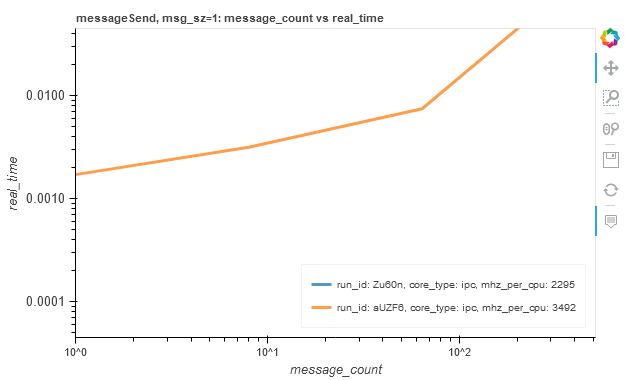 messageSend, msg_sz=1: message_count vs real_time
0.0100
0.0010
0.0001
real_time
run_id: Zu60n, core_type: ipc, mhz_per_cpu: 2295
run_id: aUZF6, core_type: ipc, mhz_per_cpu: 3492
10^0 10^1 10^2
message_count